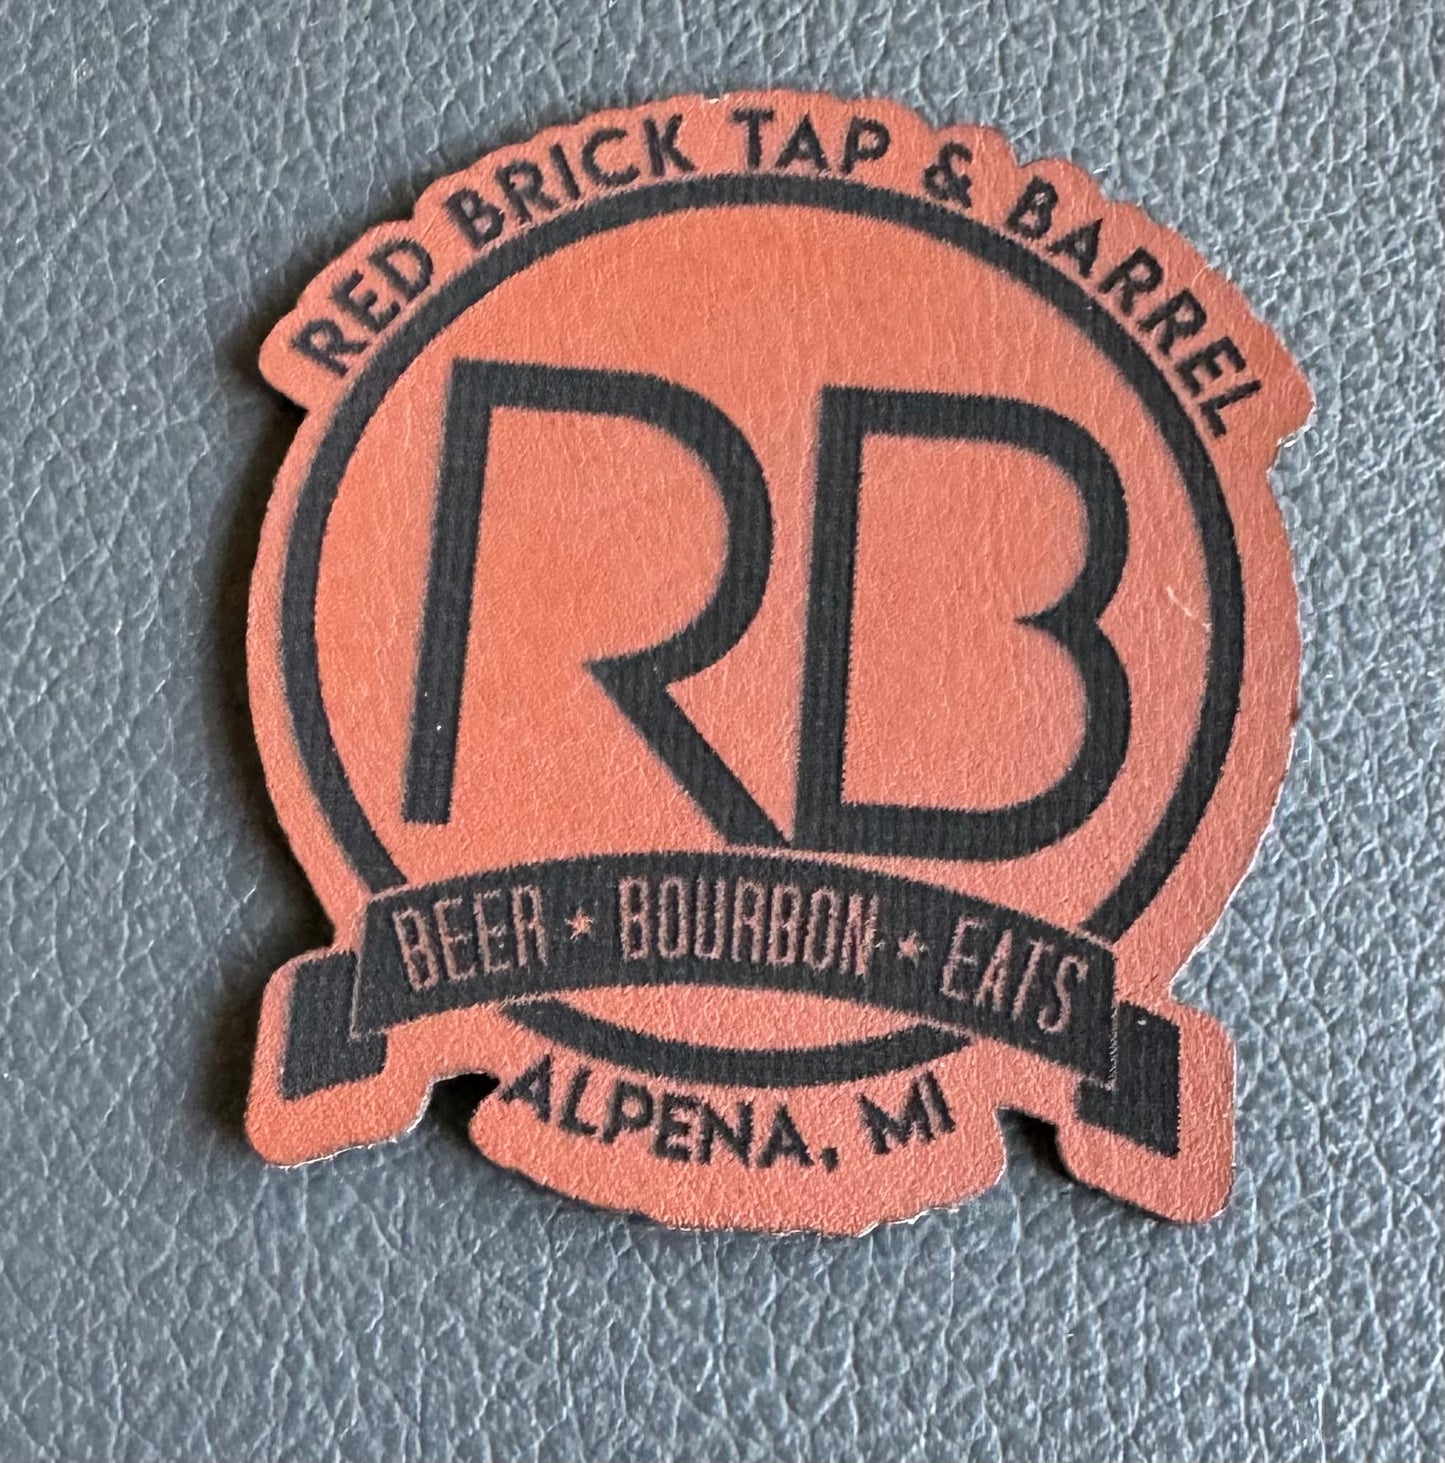 RED BRICK TAP & BARREL
RB
BEER ★ BOURBON ★ EATS
ALPENA, MI